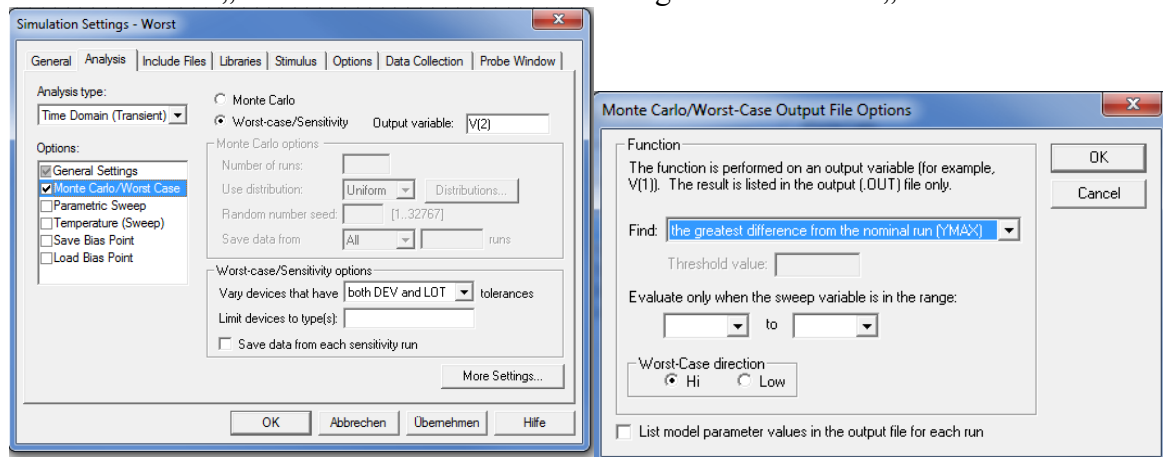 Simulation Settings - Worst
General Analysis Include Files Libraries Stimulus Options Data Collection Probe Window
Analysis type:
Time Domain (Transient)
Options:
General Settings
Monte Carlo/Worst Case
Parametric Sweep
Temperature (Sweep)
Save Bias Point
Load Bias Point
Monte Carlo
Worst-case/Sensitivity Output variable: V(2)
Monte Carlo options
Number of runs:
Use distribution: Uniform Distributions...
Random number seed: [1..32767]
Save data from All runs
Worst-case/Sensitivity options
Vary devices that have both DEV and LOT tolerances
Limit devices to type(s):
Save data from each sensitivity run
More Settings...
OK Abbrechen Übernehmen Hilfe
Monte Carlo/Worst-Case Output File Options
Function
The function is performed on an output variable (for example,
V(1)). The result is listed in the output (.OUT) file only.
Find: the greatest difference from the nominal run (YMAX)
Threshold value:
Evaluate only when the sweep variable is in the range:
to
Worst-Case direction
Hi Low
List model parameter values in the output file for each run
OK
Cancel